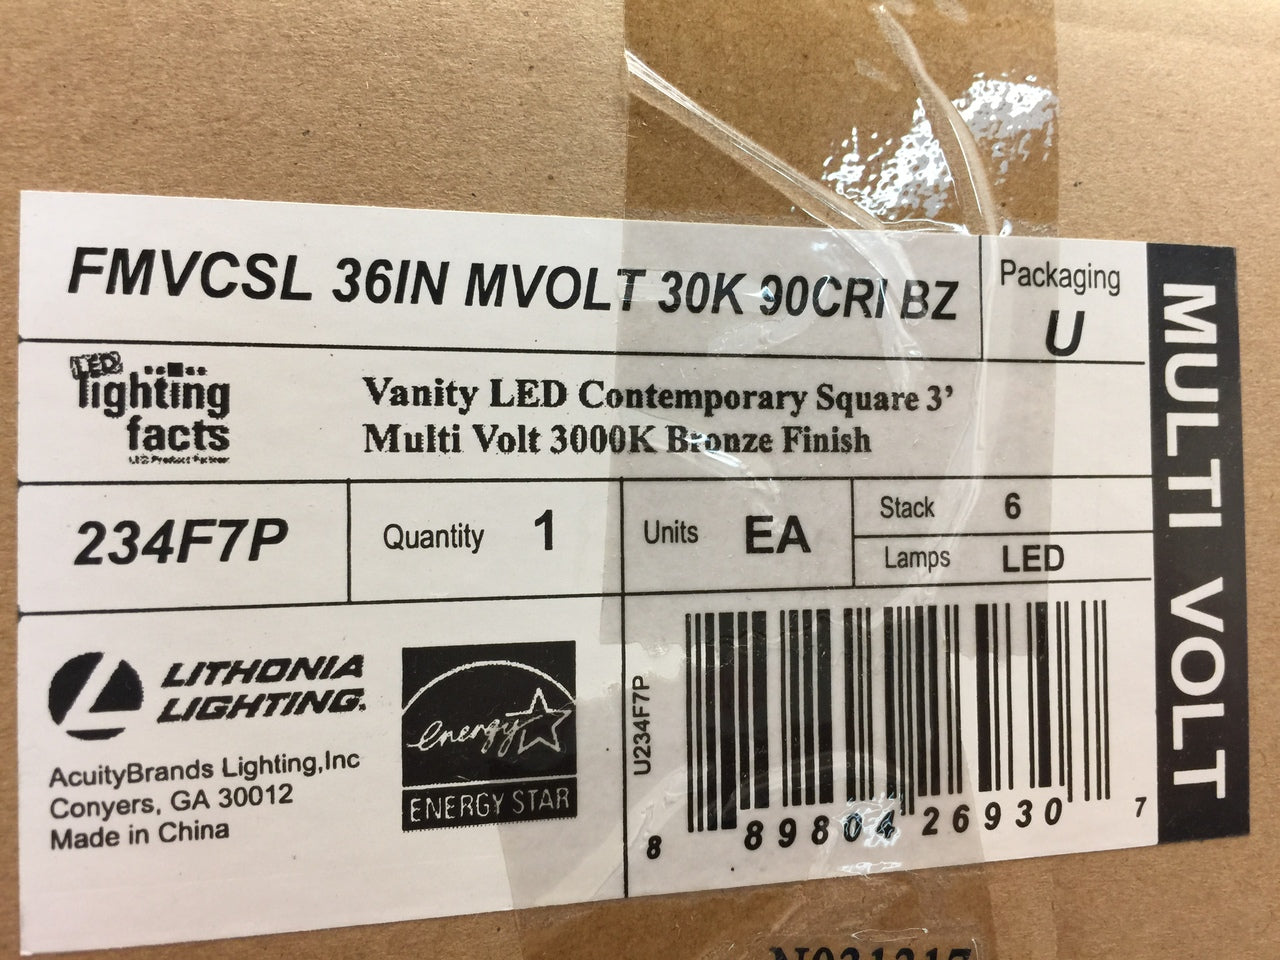 FMVCSL 36IN MVOLT 30K 90CRI BZ
Packaging
U
MULTI VOLT
LED
lighting
facts
Vanity LED Contemporary Square 3’
Multi Volt 3000K Bronze Finish
234F7P
Quantity 1
Units EA
Stack 6
Lamps LED
LITHONIA
LIGHTING.
AcuityBrands Lighting,Inc
Conyers, GA 30012
Made in China
energy
ENERGY STAR
U234F7P
8 89804 26930 7